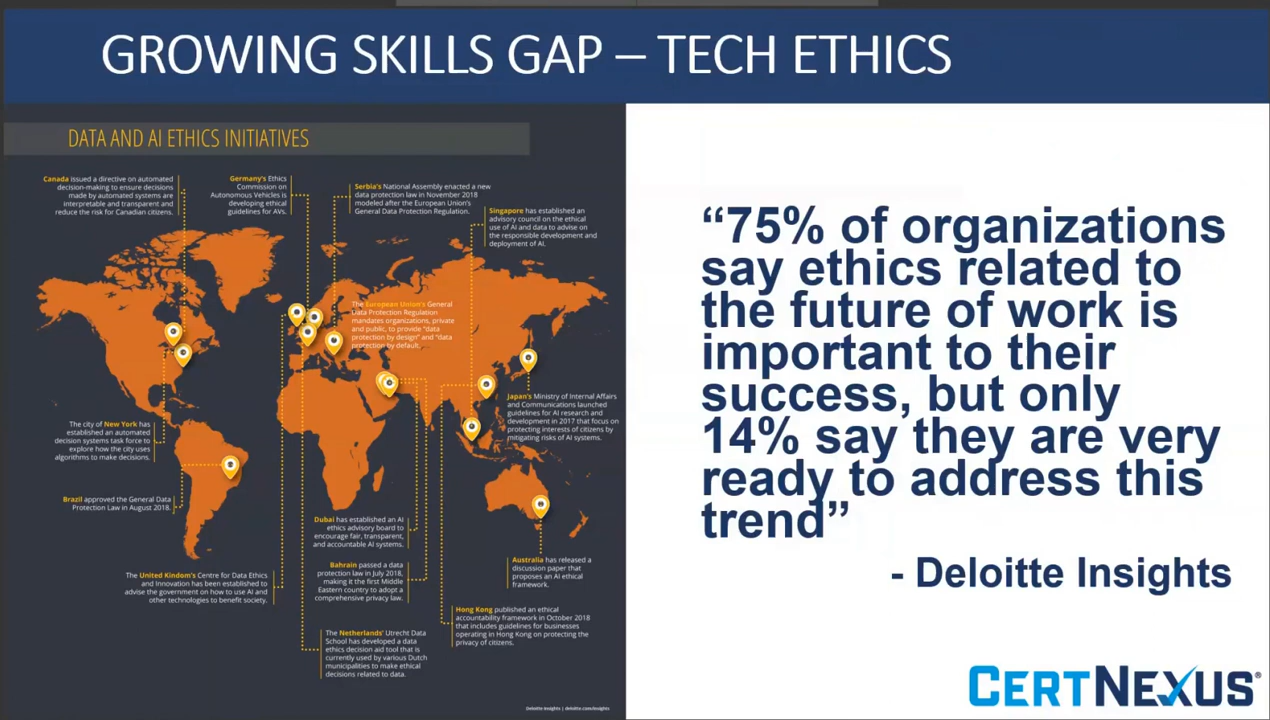 GROWING SKILLS GAP – TECH ETHICS
DATA AND AI ETHICS INITIATIVES
Canada issued a directive on automated
decision-making to ensure decisions
made by automated systems are
interpretable and transparent and
reduce the risk for Canadian citizens.
Germany's Ethics
Commission on
Autonomous Vehicles is
developing ethical
guidelines for AVs.
Serbia's National Assembly enacted a new
data protection law in November 2018
modeled after the European Union's
General Data Protection Regulation.
Singapore has established an
advisory council on the ethical
use of AI and data to advise on
the responsible development and
deployment of AI.
The European Union's General
Data Protection Regulation
mandates organizations, private
and public, to provide "data
protection by design" and "data
protection by default.
Japan's Ministry of Internal Affairs
and Communications launched
guidelines for AI research and
development in 2017 that focus on
protecting interests of citizens by
mitigating risks of AI systems.
The city of New York has
established an automated
decision systems task force to
explore how the city uses
algorithms to make decisions.
Brazil approved the General Data
Protection Law in August 2018.
Dubai has established an AI
ethics advisory board to
encourage fair, transparent,
and accountable AI systems.
Australia has released a
discussion paper that
proposes an AI ethical
framework.
Bahrain passed a data
protection law in July 2018,
making it the first Middle
Eastern country to adopt a
comprehensive privacy law.
The United Kindom's Centre for Data Ethics
and Innovation has been established to
advise the government on how to use AI and
other technologies to benefit society.
Hong Kong published an ethical
accountability framework in October 2018
that includes guidelines for businesses
operating in Hong Kong on protecting the
privacy of citizens.
The Netherlands' Utrecht Data
School has developed a data
ethics decision aid tool that is
currently used by various Dutch
municipalities to make ethical
decisions related to data.
Deloitte Insights | deloitte.com/insights
“75% of organizations
say ethics related to
the future of work is
important to their
success, but only
14% say they are very
ready to address this
trend”
- Deloitte Insights
CERTNEXUS®